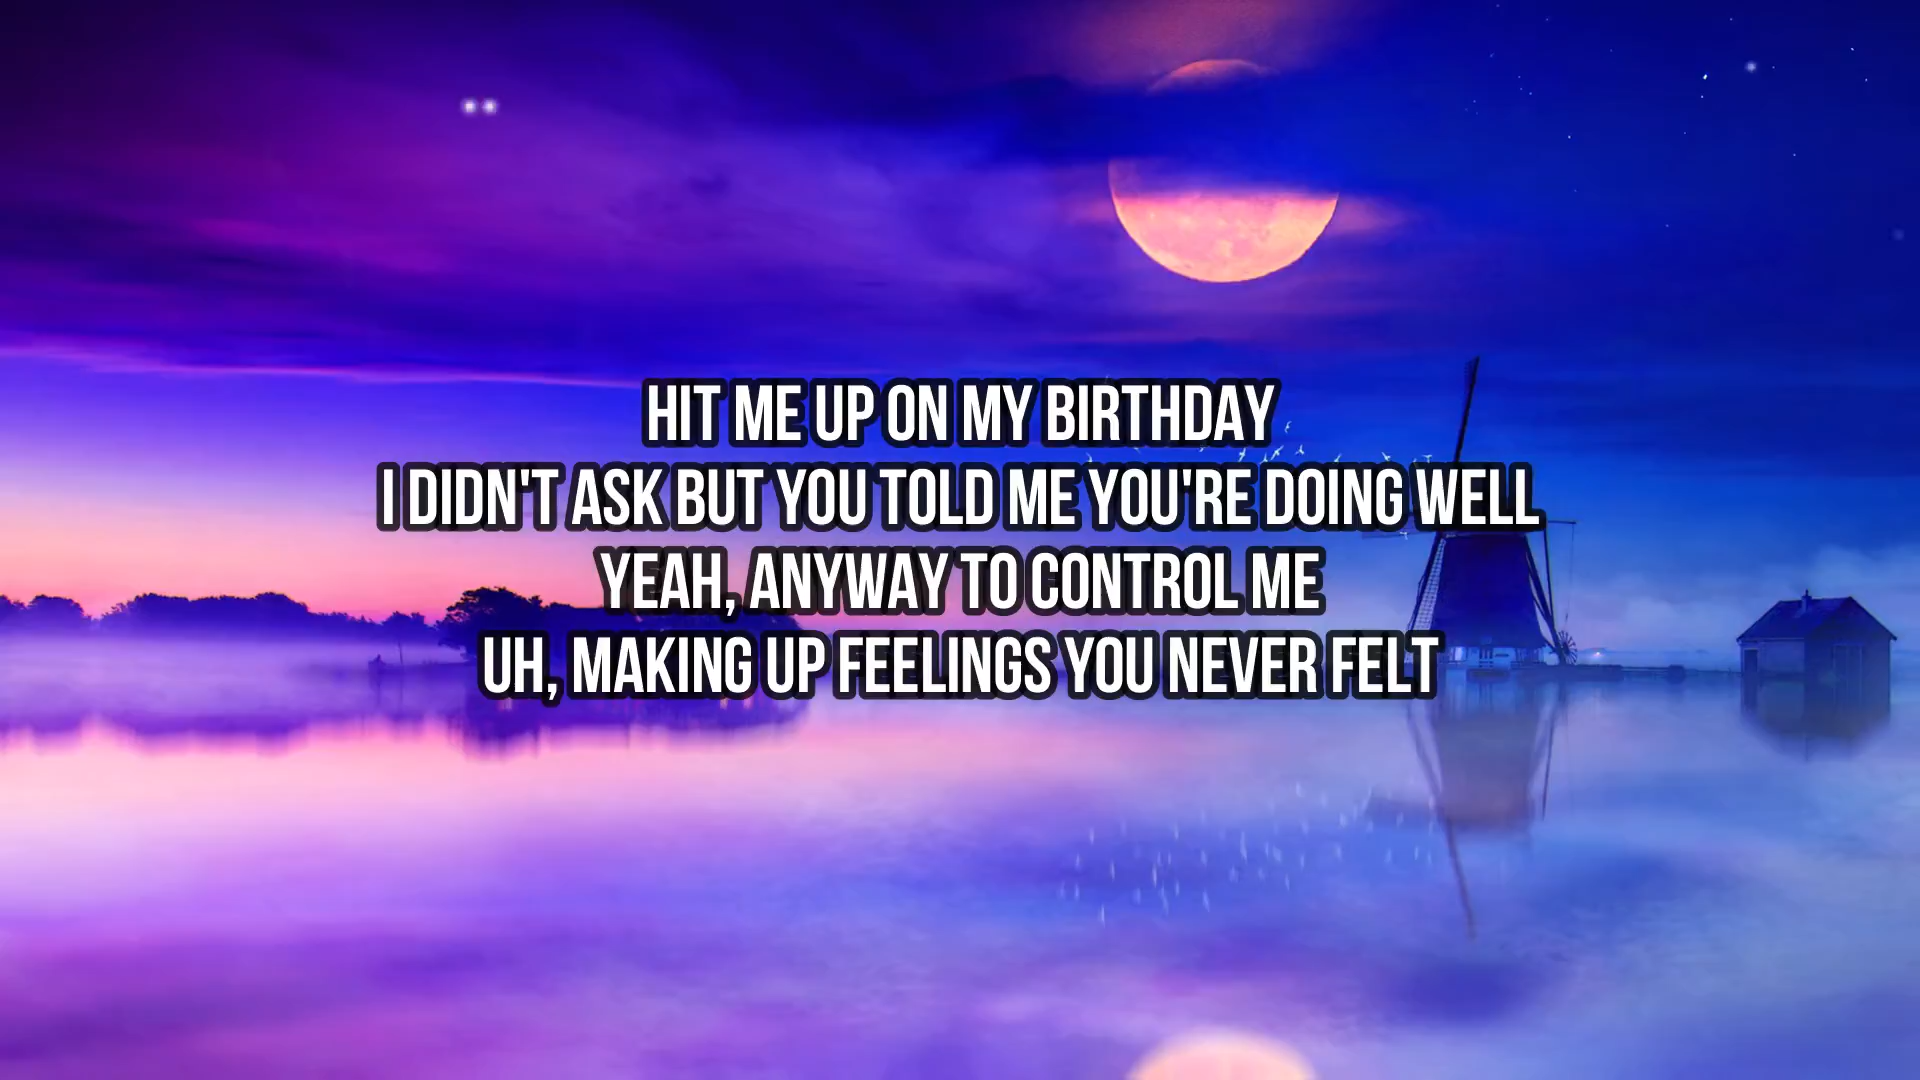 HIT ME UP ON MY BIRTHDAY
I DIDN'T ASK BUT YOU TOLD ME YOU'RE DOING WELL
YEAH, ANYWAY TO CONTROL ME
UH, MAKING UP FEELINGS YOU NEVER FELT